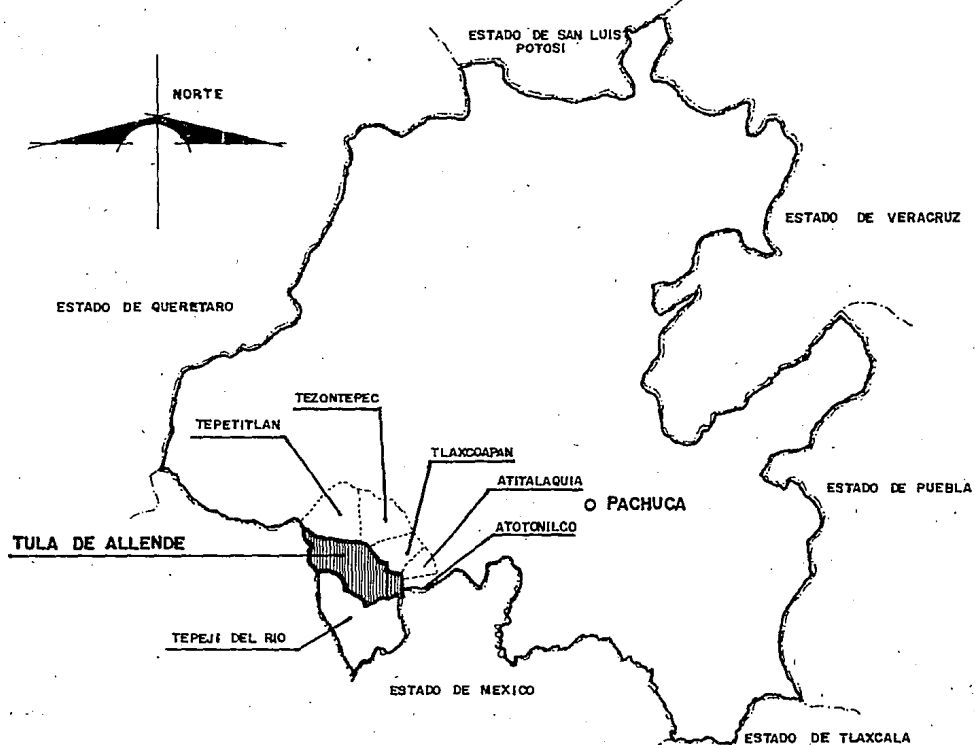 ESTADO DE SAN LUIS
POTOSI
NORTE
ESTADO DE VERACRUZ
ESTADO DE QUERETARO
TEZONTEPEC
TEPETITLAN
TLAXCOAPAN
ATITALAQUIA
ESTADO DE PUEBLA
PACHUCA
ATOTONILCO
TULA DE ALLENDE
TEPEJI DEL RIO
ESTADO DE MEXICO
ESTADO DE TLAXCALA